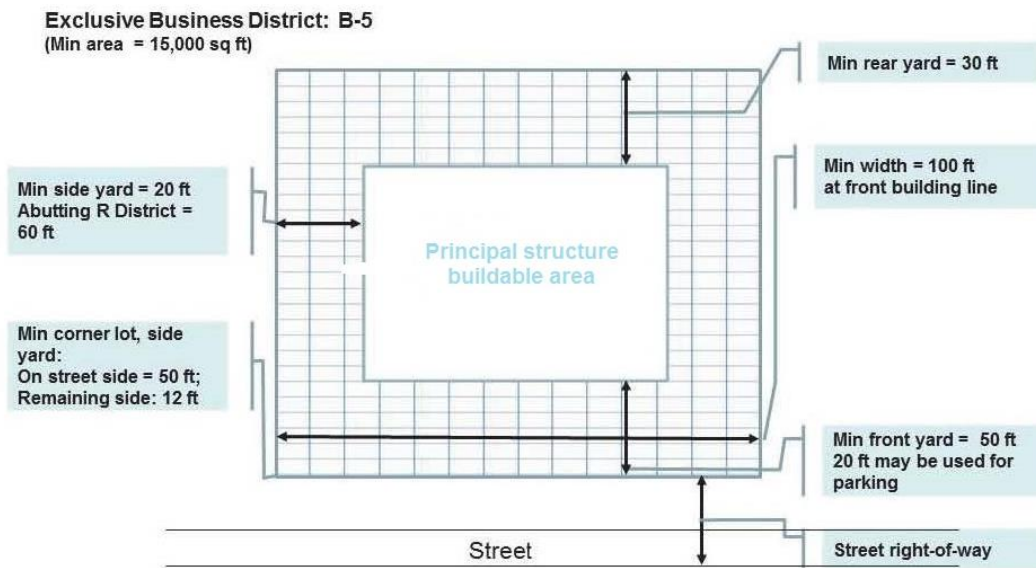 Exclusive Business District: B-5
(Min area = 15,000 sq ft)
Min rear yard = 30 ft
Min width = 100 ft
at front building line
Min side yard = 20 ft
Abutting R District =
60 ft
Principal structure
buildable area
Min corner lot, side
yard:
On street side = 50 ft;
Remaining side: 12 ft
Min front yard = 50 ft
20 ft may be used for
parking
Street
Street right-of-way